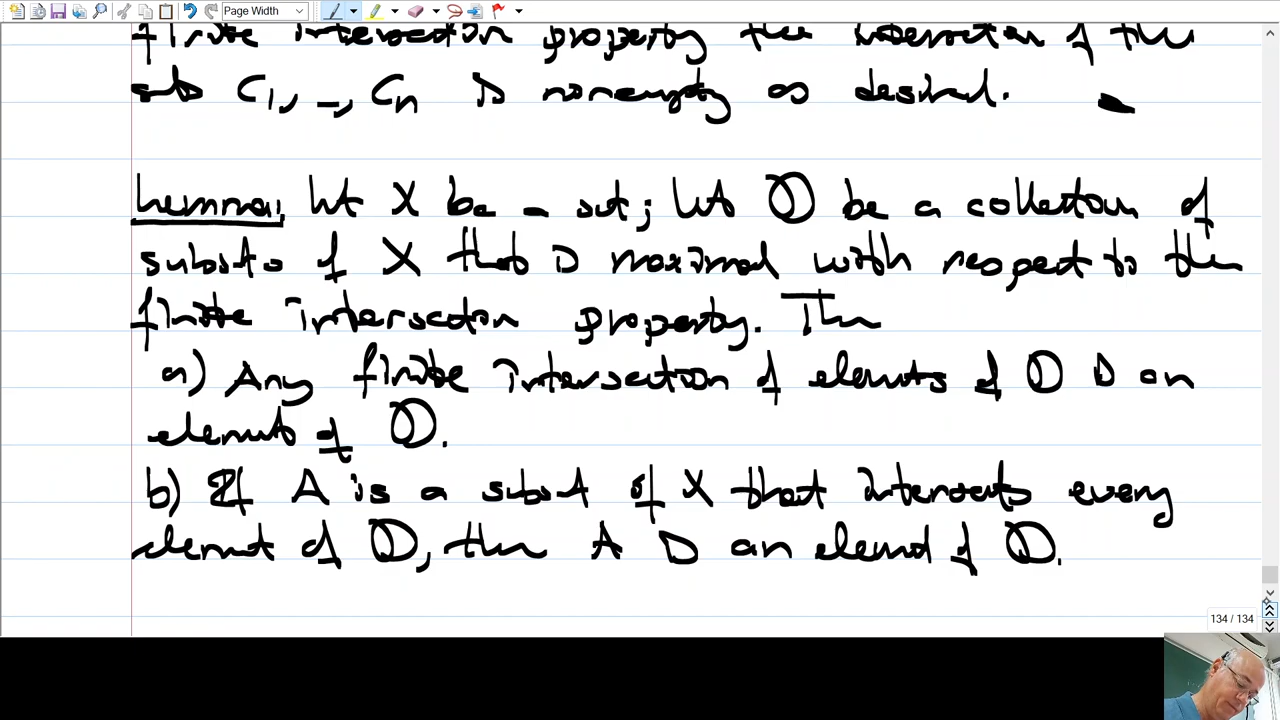 Page Width
finite intersection property the intersection of the
sets C1, –, Cn is nonempty as desired.
Lemma: Let X be a set; let D be a collection of
subsets of X that is maximal with respect to the
finite intersection property. Then
a) Any finite intersection of elements of D is an
element of D.
b) If A is a subset of X that intersects every
element of D, then A is an element of D.
134 / 134